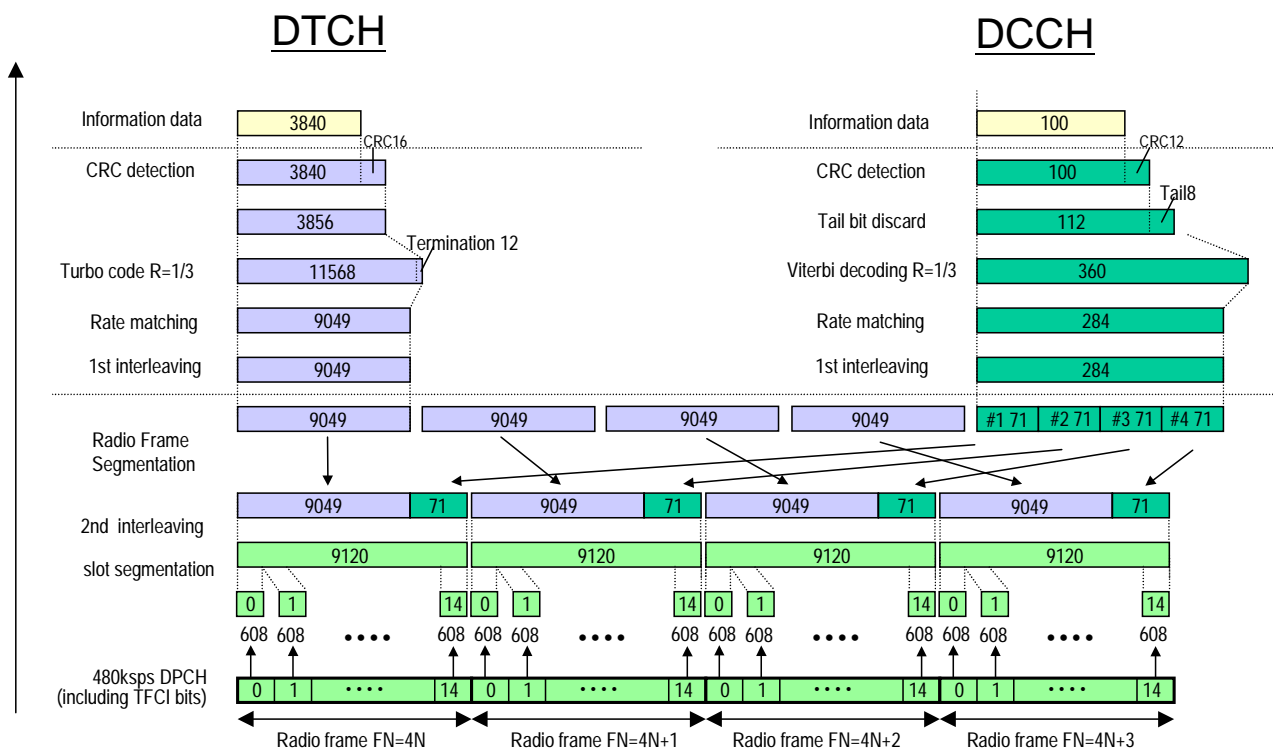 DTCH DCCH
Information data 3840 Information data 100
CRC16 CRC12
CRC detection 3840 CRC detection 100
Tail8
3856 Tail bit discard 112
Termination 12
Turbo code R=1/3 11568 Viterbi decoding R=1/3 360
Rate matching 9049 Rate matching 284
1st interleaving 9049 1st interleaving 284
9049 9049 9049 9049 #1 71 #2 71 #3 71 #4 71
Radio Frame
Segmentation
9049 71 9049 71 9049 71 9049 71
2nd interleaving
9120 9120 9120 9120
slot segmentation
0 1 14 0 1 14 0 1 14 0 1 14
608 608 •••• 608 608 608 •••• 608 608 608 •••• 608 608 608 •••• 608
480ksps DPCH
(including TFCI bits)
0 1 •••• 14 0 1 •••• 14 0 1 •••• 14 0 1 •••• 14
Radio frame FN=4N Radio frame FN=4N+1 Radio frame FN=4N+2 Radio frame FN=4N+3